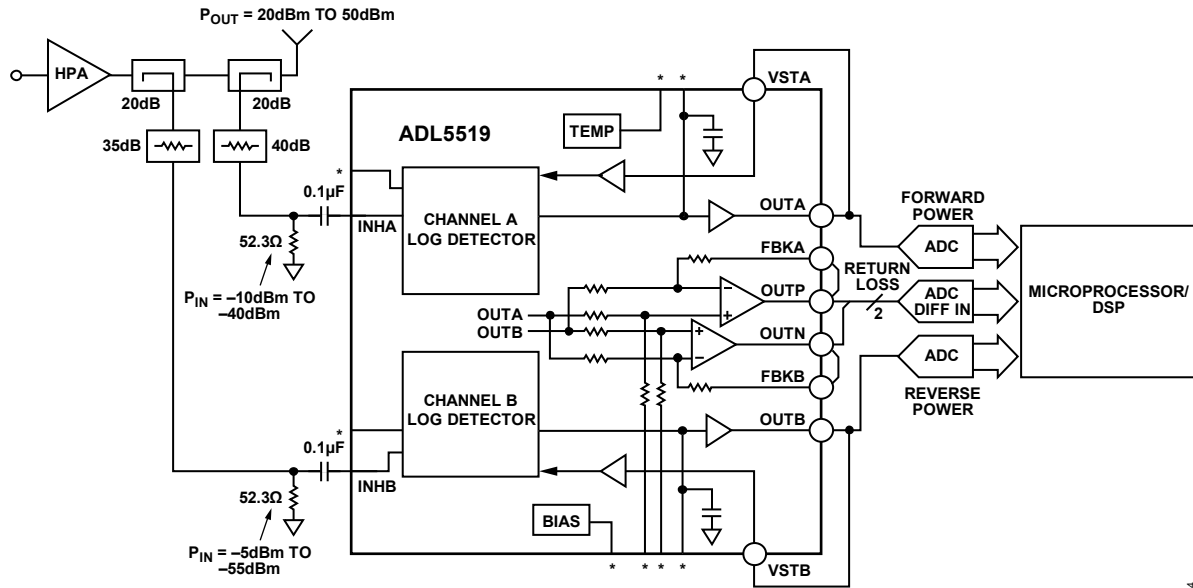 P_OUT = 20dBm TO 50dBm
HPA
20dB
20dB
35dB
40dB
ADL5519
TEMP
*
*
VSTA
*
0.1µF
INHA
CHANNEL A
LOG DETECTOR
52.3Ω
P_IN = –10dBm TO
–40dBm
OUTA
FORWARD
POWER
ADC
FBKA
RETURN
LOSS
2
OUTP
ADC
DIFF IN
MICROPROCESSOR/
DSP
OUTA
OUTB
–
+
+
–
OUTN
FBKB
ADC
REVERSE
POWER
CHANNEL B
LOG DETECTOR
OUTB
*
0.1µF
INHB
52.3Ω
P_IN = –5dBm TO
–55dBm
BIAS
*
*
*
*
VSTB